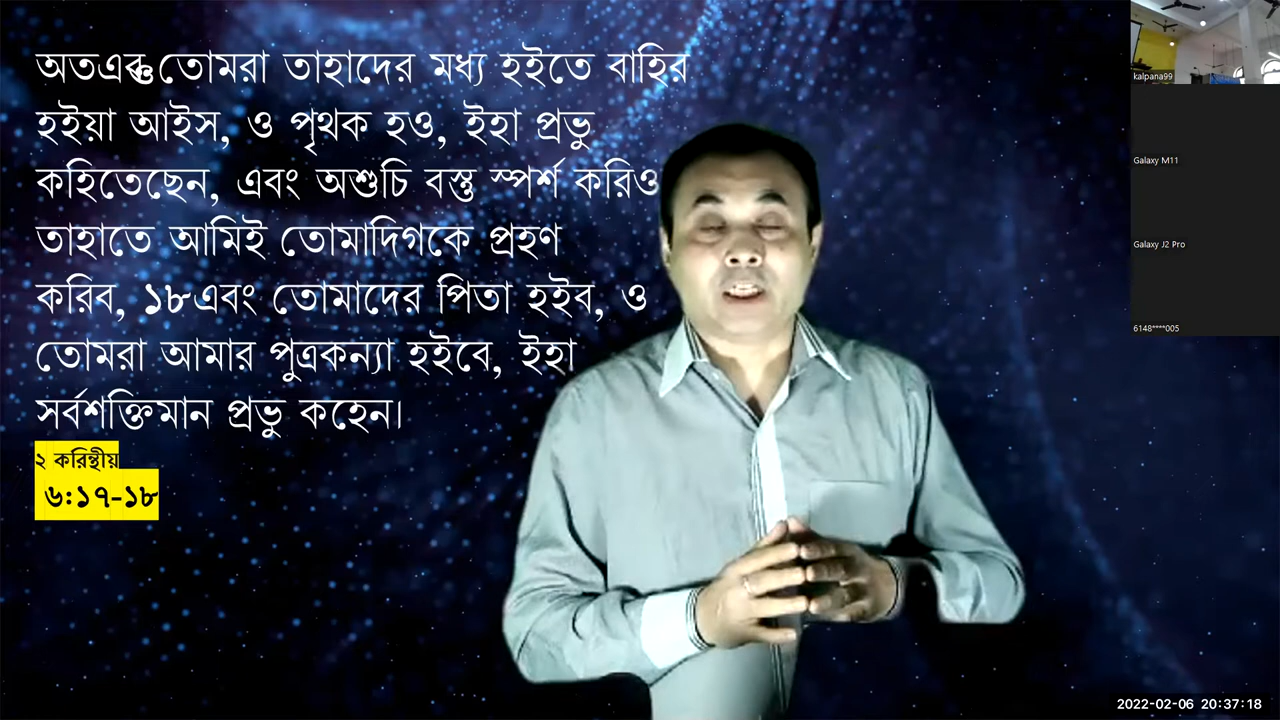 অতএব তোমরা তাহাদের মধ্য হইতে বাহির
হইয়া আইস, ও পৃথক হও, ইহা প্রভু
কহিতেছেন, এবং অশুচি বস্তু স্পর্শ করিও
তাহাতে আমিই তোমাদিগকে প্রহণ
করিব, ১৮এবং তোমাদের পিতা হইব, ও
তোমরা আমার পুত্রকন্যা হইবে, ইহা
সর্বশক্তিমান প্রভু কহেন।
২ করিন্থীয়
৬:১৭-১৮
kalpana99
Galaxy M11
Galaxy J2 Pro
6148****005
2022-02-06 20:37:18